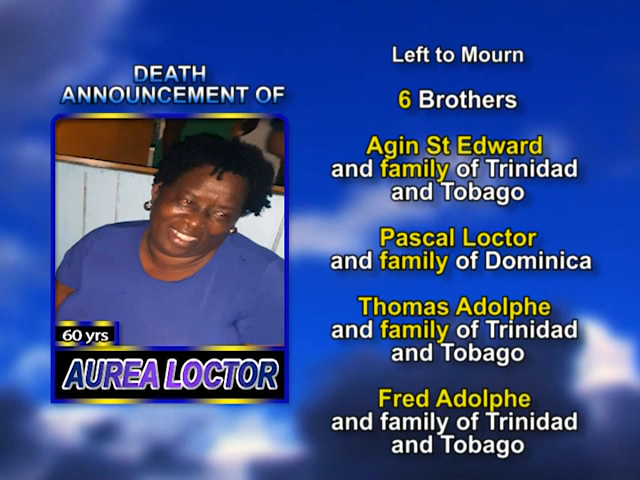 DEATH
ANNOUNCEMENT OF
60 yrs
AUREA LOCTOR
Left to Mourn
6 Brothers
Agin St Edward
and family of Trinidad
and Tobago
Pascal Loctor
and family of Dominica
Thomas Adolphe
and family of Trinidad
and Tobago
Fred Adolphe
and family of Trinidad
and Tobago